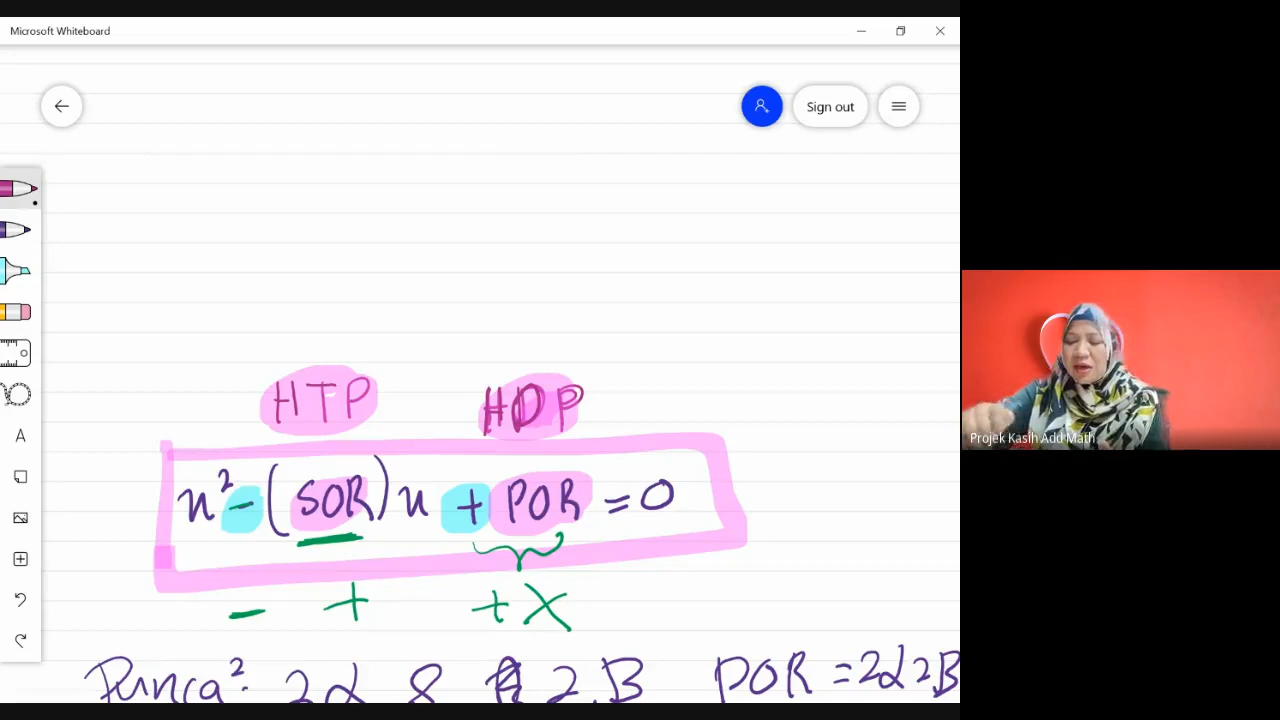 Microsoft Whiteboard
Sign out
HTP HDP
x² - (SOR)x + POR = 0
- + + x
A
Punca²: 2α & 2β POR = 2α2β
Projek Kasih Add Math